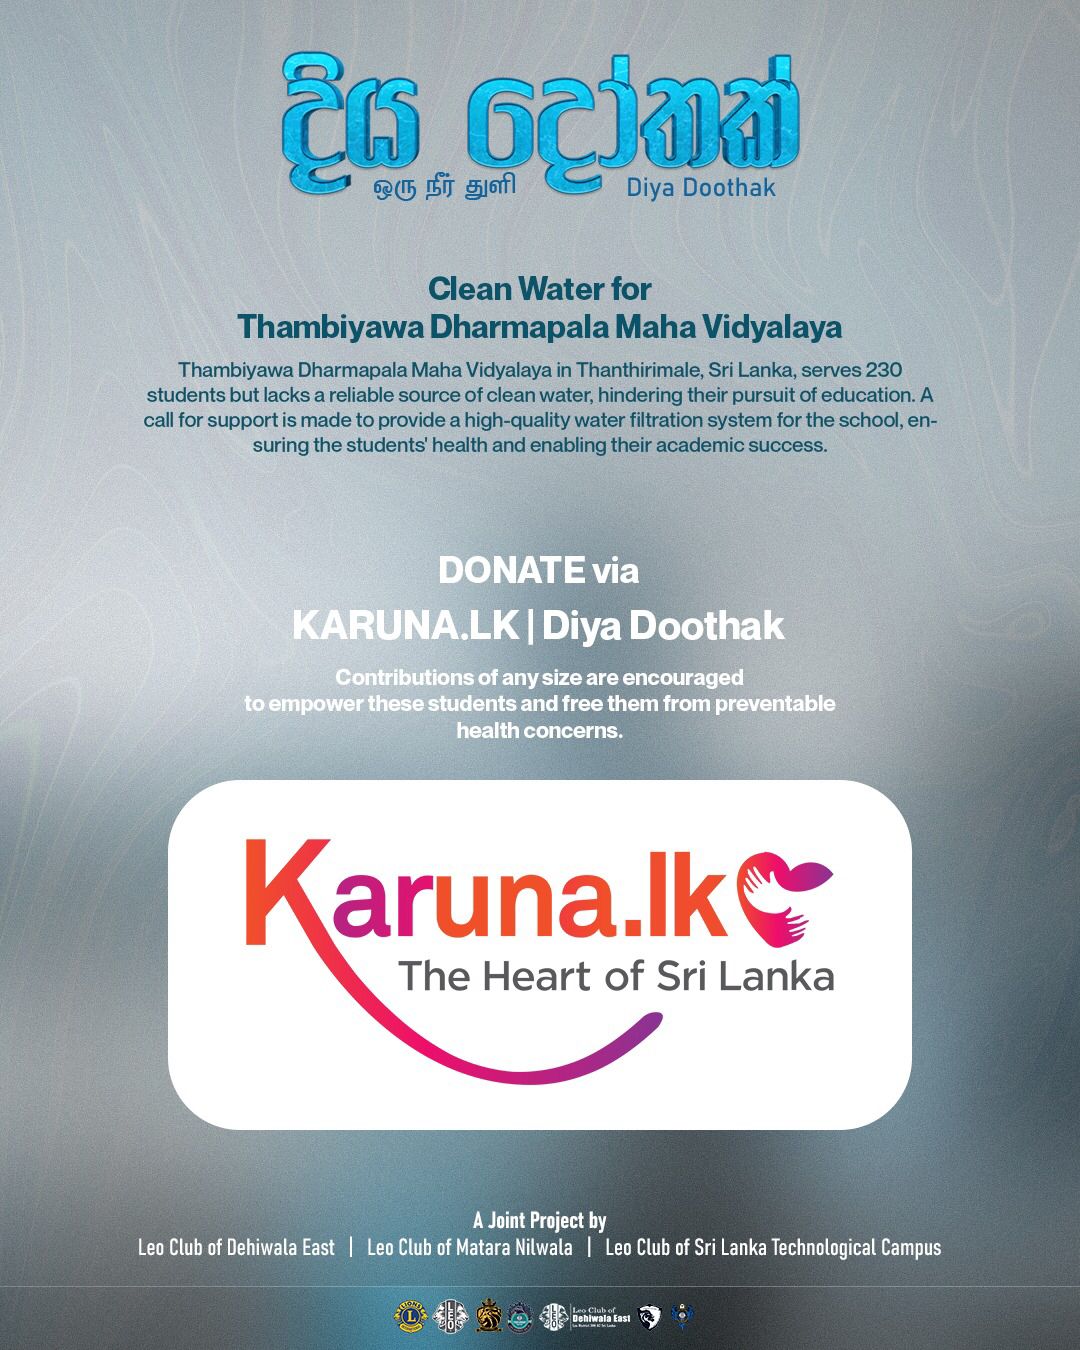 දිය දෝතක්
ஒரு நீர் துளி
Diya Doothak
Clean Water for
Thambiyawa Dharmapala Maha Vidyalaya
Thambiyawa Dharmapala Maha Vidyalaya in Thanthirimale, Sri Lanka, serves 230
students but lacks a reliable source of clean water, hindering their pursuit of education. A
call for support is made to provide a high-quality water filtration system for the school, en-
suring the students' health and enabling their academic success.
DONATE via
KARUNA.LK | Diya Doothak
Contributions of any size are encouraged
to empower these students and free them from preventable
health concerns.
Karuna.lk
The Heart of Sri Lanka
A Joint Project by
Leo Club of Dehiwala East | Leo Club of Matara Nilwala | Leo Club of Sri Lanka Technological Campus
Leo Club of
Dehiwala East